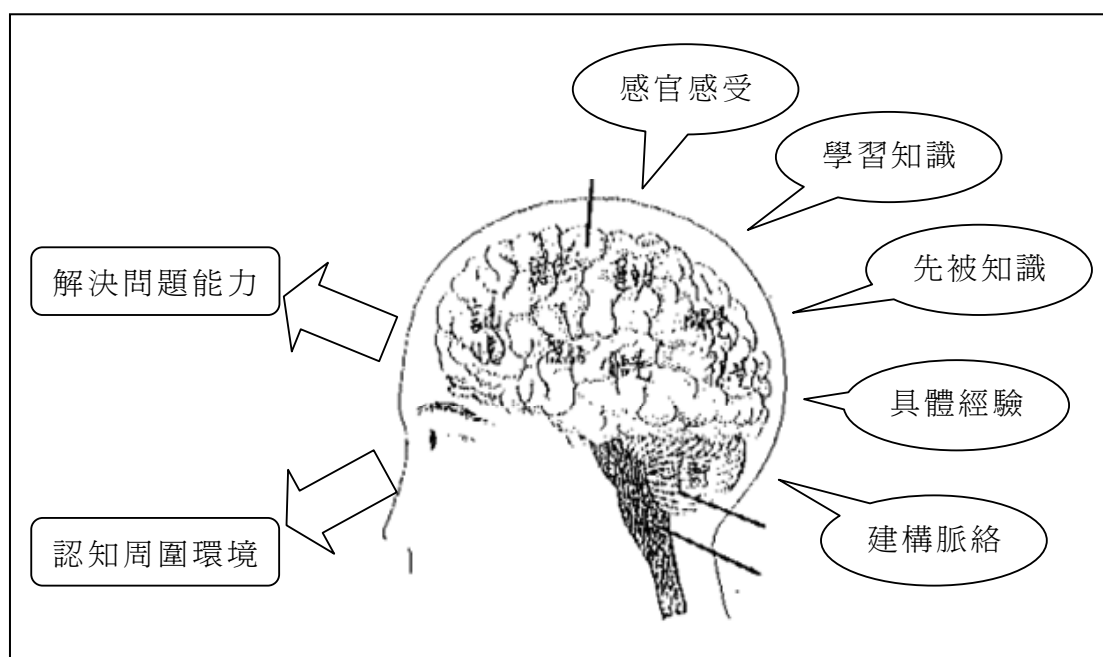 感官感受
學習知識
先被知識
具體經驗
建構脈絡
解決問題能力
認知周圍環境